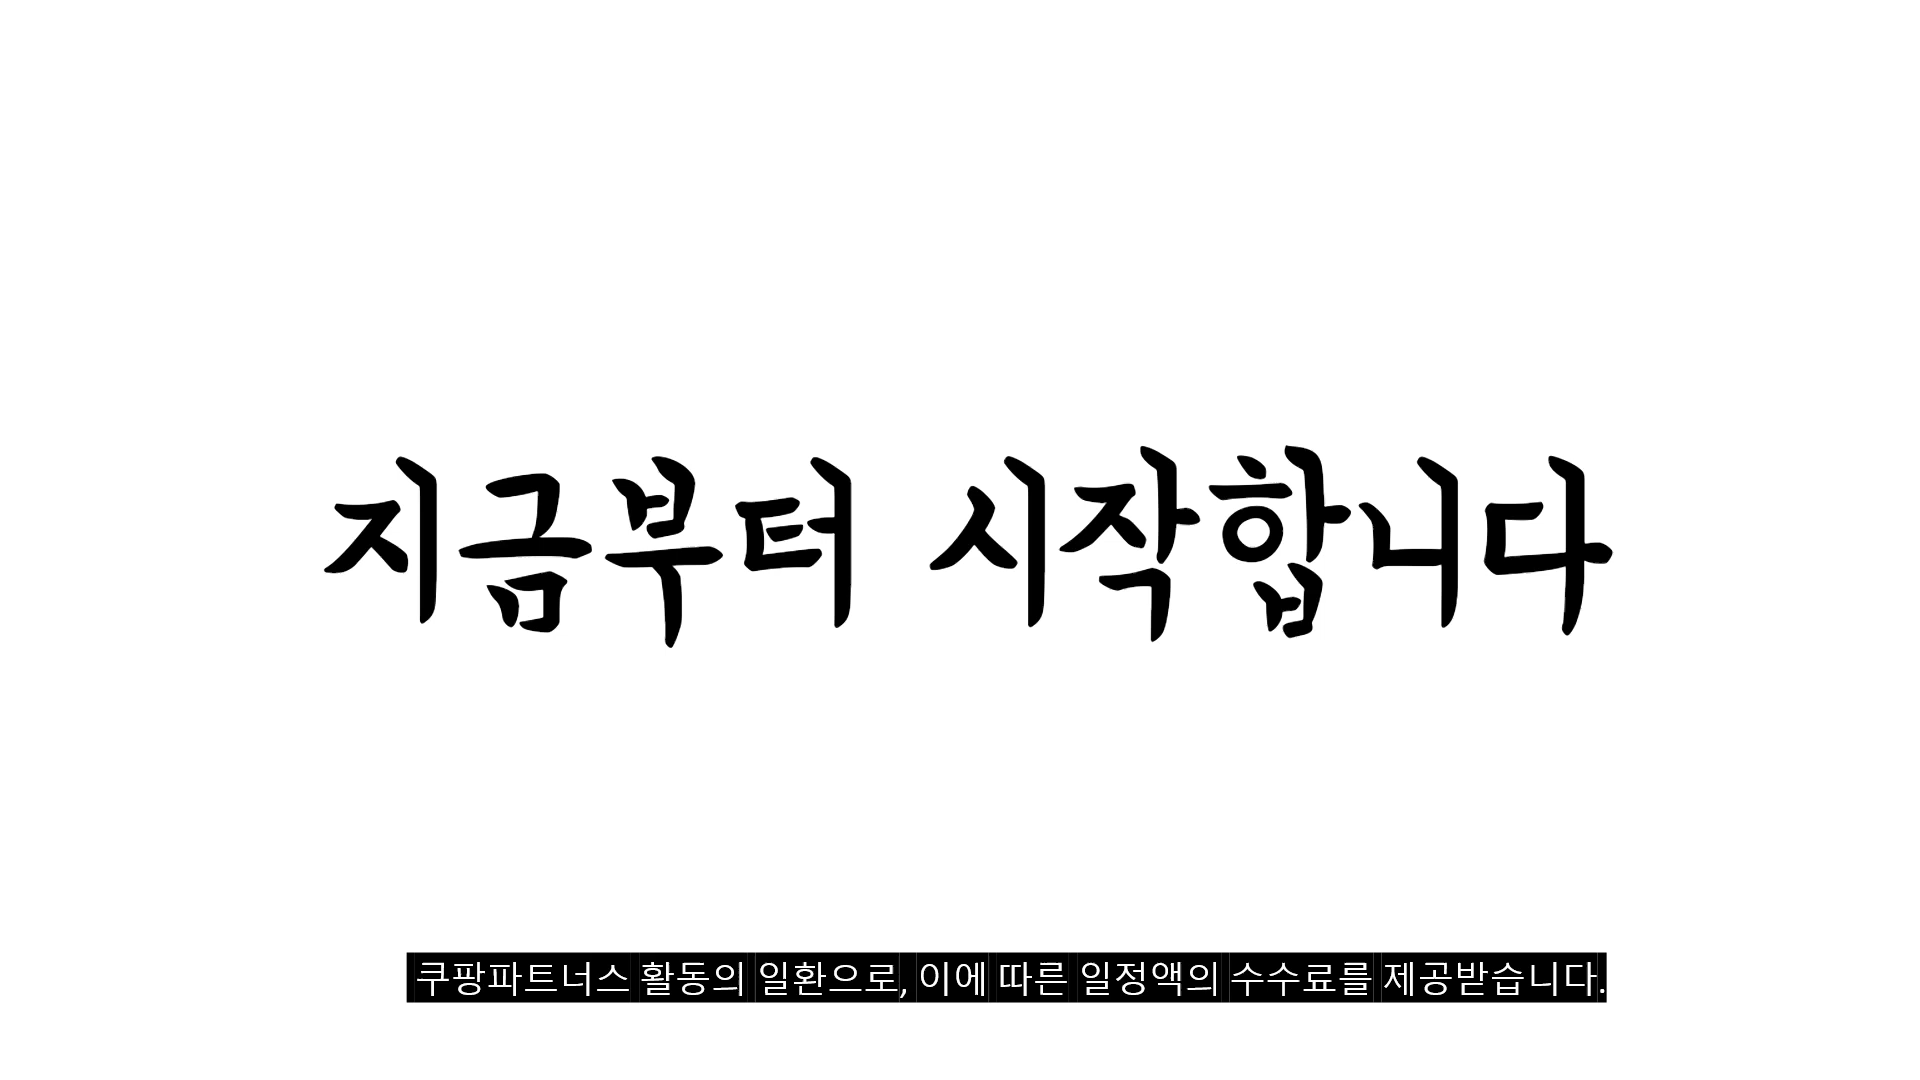 지금부터 시작합니다
쿠팡파트너스 활동의 일환으로, 이에 따른 일정액의 수수료를 제공받습니다.